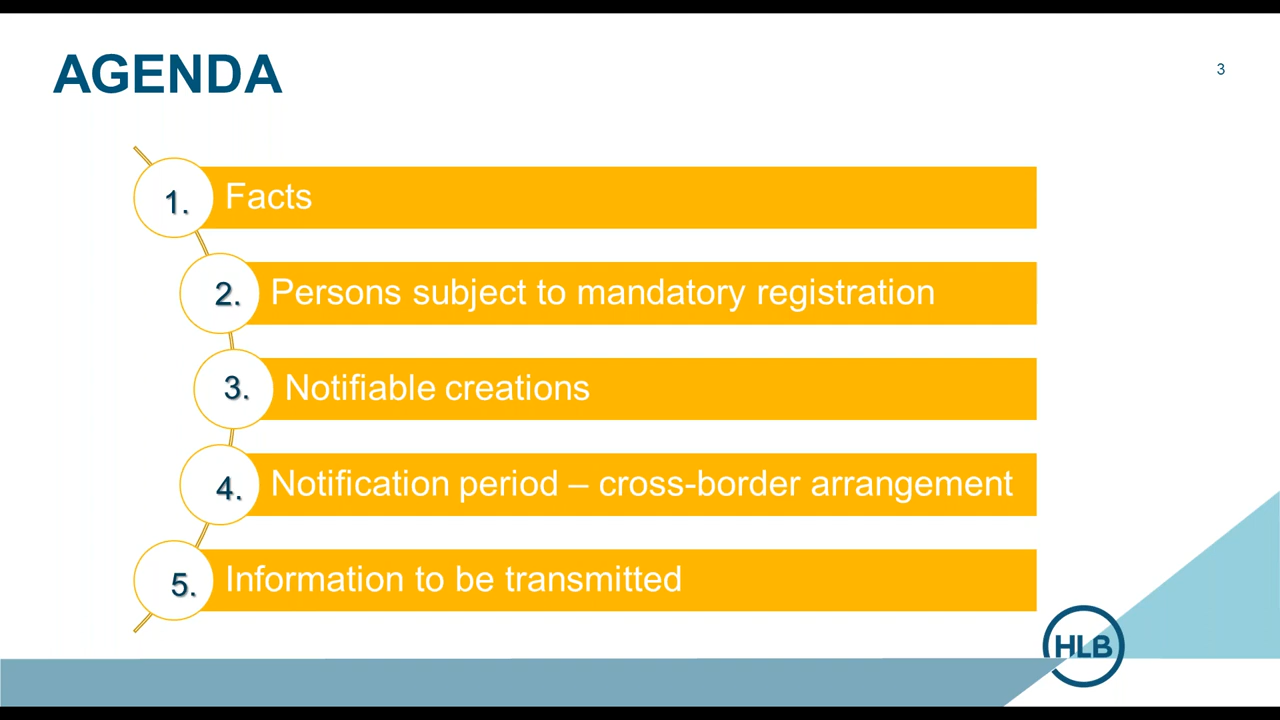 AGENDA
3
1. Facts
2. Persons subject to mandatory registration
3. Notifiable creations
4. Notification period – cross-border arrangement
5. Information to be transmitted
HLB